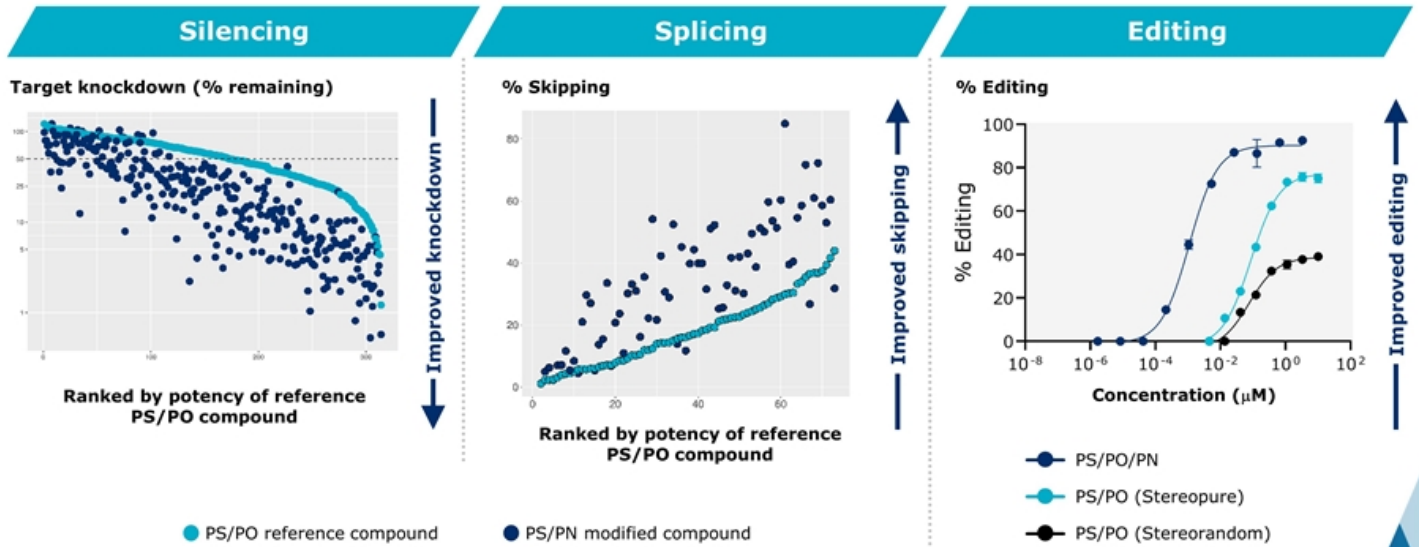 Silencing
Splicing
Editing
Target knockdown (% remaining)
100
50
25
10
5
1
0
100
200
300
Ranked by potency of reference
PS/PO compound
Improved knockdown
% Skipping
80
60
40
20
0
0
20
40
60
Ranked by potency of reference
PS/PO compound
Improved skipping
% Editing
% Editing
100
80
60
40
20
0
10⁻⁸
10⁻⁶
10⁻⁴
10⁻²
10⁰
10²
Concentration (μM)
Improved editing
PS/PO/PN
PS/PO (Stereopure)
PS/PO (Stereorandom)
PS/PO reference compound
PS/PN modified compound